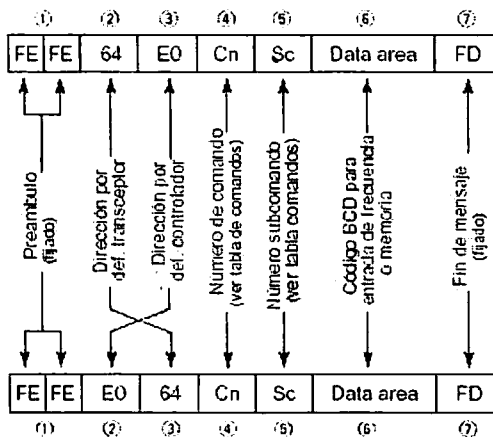 ① ② ③ ④ ⑤ ⑥ ⑦
FE FE 64 E0 Cn Sc Data area FD
Preambulo
(fijado)
Dirección por
def. transceptor
Dirección por
def. controlador
Número de comando
(ver tabla de comandos)
Número subcomando
(ver tabla comandos)
Código BCD para
entrada de frecuencia
o memoria
Fin de mensaje
(fijado)
FE FE E0 64 Cn Sc Data area FD
① ② ③ ④ ⑤ ⑥ ⑦